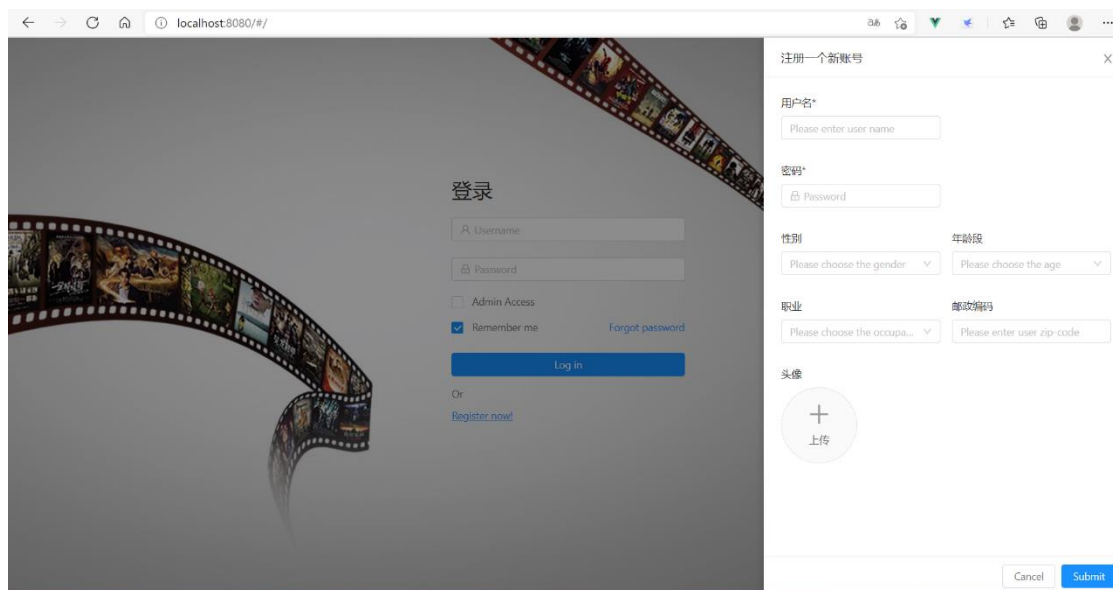 localhost:8080/#/
注册一个新账号
用户名*
Please enter user name
密码*
Password
性别
年龄段
Please choose the gender
Please choose the age
职业
邮政编码
Please choose the occupa...
Please enter user zip-code
头像
上传
Cancel
Submit
登录
Username
Password
Admin Access
Remember me
Forgot password
Log in
Or
Register now!